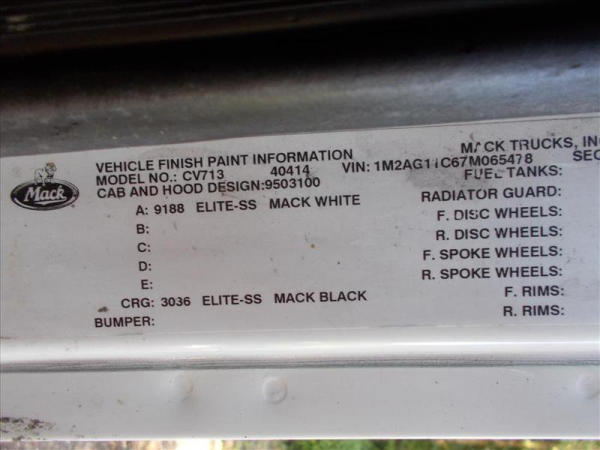 Mack
VEHICLE FINISH PAINT INFORMATION MACK TRUCKS, IN
MODEL NO.: CV713 40414 VIN: 1M2AG11C67M065478 SEC
CAB AND HOOD DESIGN:9503100 FUEL TANKS:
A: 9188 ELITE-SS MACK WHITE RADIATOR GUARD:
B: F. DISC WHEELS:
C: R. DISC WHEELS:
D: F. SPOKE WHEELS:
E: R. SPOKE WHEELS:
CRG: 3036 ELITE-SS MACK BLACK F. RIMS:
BUMPER: R. RIMS: